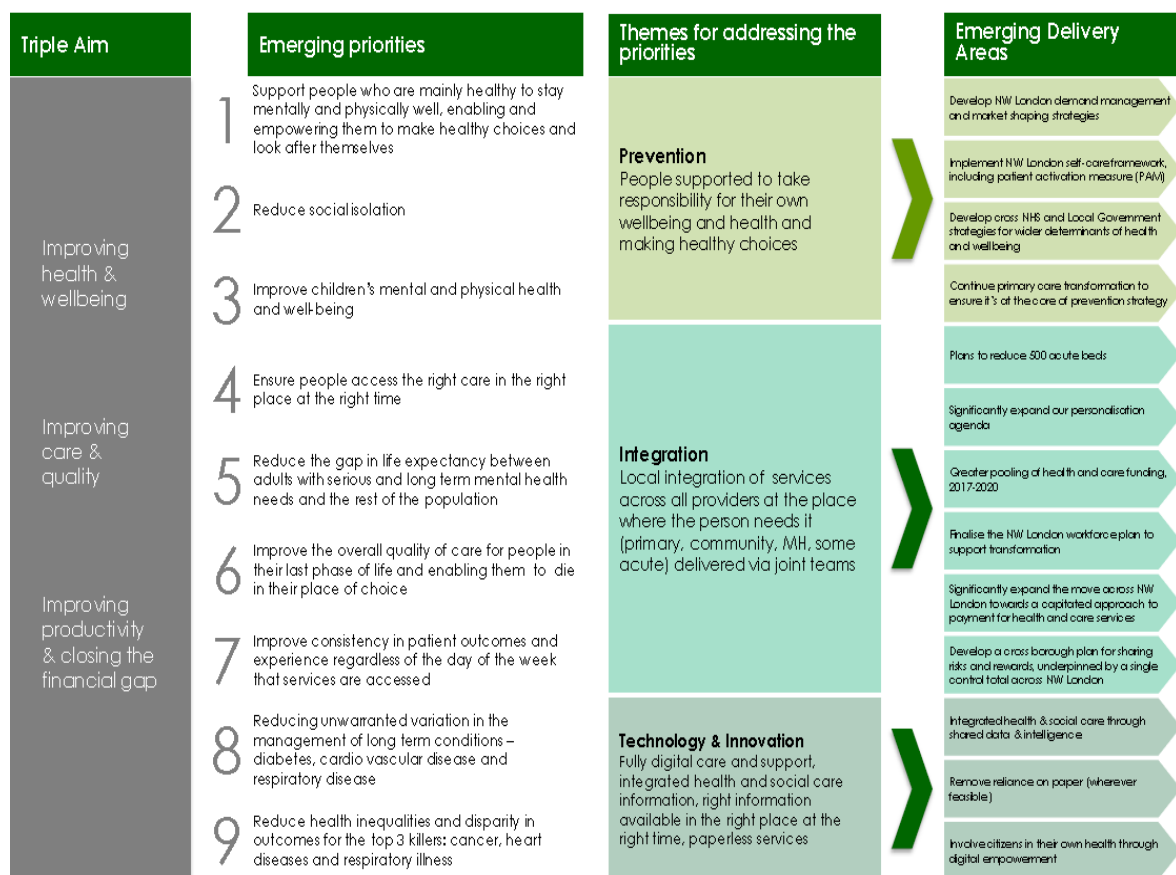 Triple Aim
Improving
health &
wellbeing
Improving
care &
quality
Improving
productivity
& closing the
financial gap
Emerging priorities
1
Support people who are mainly healthy to stay
mentally and physically well, enabling and
empowering them to make healthy choices and
look after themselves
2
Reduce social isolation
3
Improve children's mental and physical health
and well-being
4
Ensure people access the right care in the right
place at the right time
5
Reduce the gap in life expectancy between
adults with serious and long term mental health
needs and the rest of the population
6
Improve the overall quality of care for people in
their last phase of life and enabling them to die
in their place of choice
7
Improve consistency in patient outcomes and
experience regardless of the day of the week
that services are accessed
8
Reducing unwarranted variation in the
management of long term conditions –
diabetes, cardio vascular disease and
respiratory disease
9
Reduce health inequalities and disparity in
outcomes for the top 3 killers: cancer, heart
diseases and respiratory illness
Themes for addressing the
priorities
Prevention
People supported to take
responsibility for their own
wellbeing and health and
making healthy choices
Integration
Local integration of services
across all providers at the place
where the person needs it
(primary, community, MH, some
acute) delivered via joint teams
Technology & Innovation
Fully digital care and support,
integrated health and social care
information, right information
available in the right place at the
right time, paperless services
Emerging Delivery
Areas
Develop NW London demand management
and market shaping strategies
Implement NW London self-care framework,
including patient activation measure (PAM)
Develop cross NHS and Local Government
strategies for wider determinants of health
and wellbeing
Continue primary care transformation to
ensure it's at the core of prevention strategy
Plans to reduce 500 acute beds
Significantly expand our personalisation
agenda
Greater pooling of health and care funding,
2017-2020
Finalise the NW London workforce plan to
support transformation
Significantly expand the move across NW
London towards a capitated approach to
payment for health and care services
Develop a cross borough plan for sharing
risks and rewards, underpinned by a single
control total across NW London
Integrated health & social care through
shared data & intelligence
Remove reliance on paper (wherever
feasible)
Involve citizens in their own health through
digital empowerment